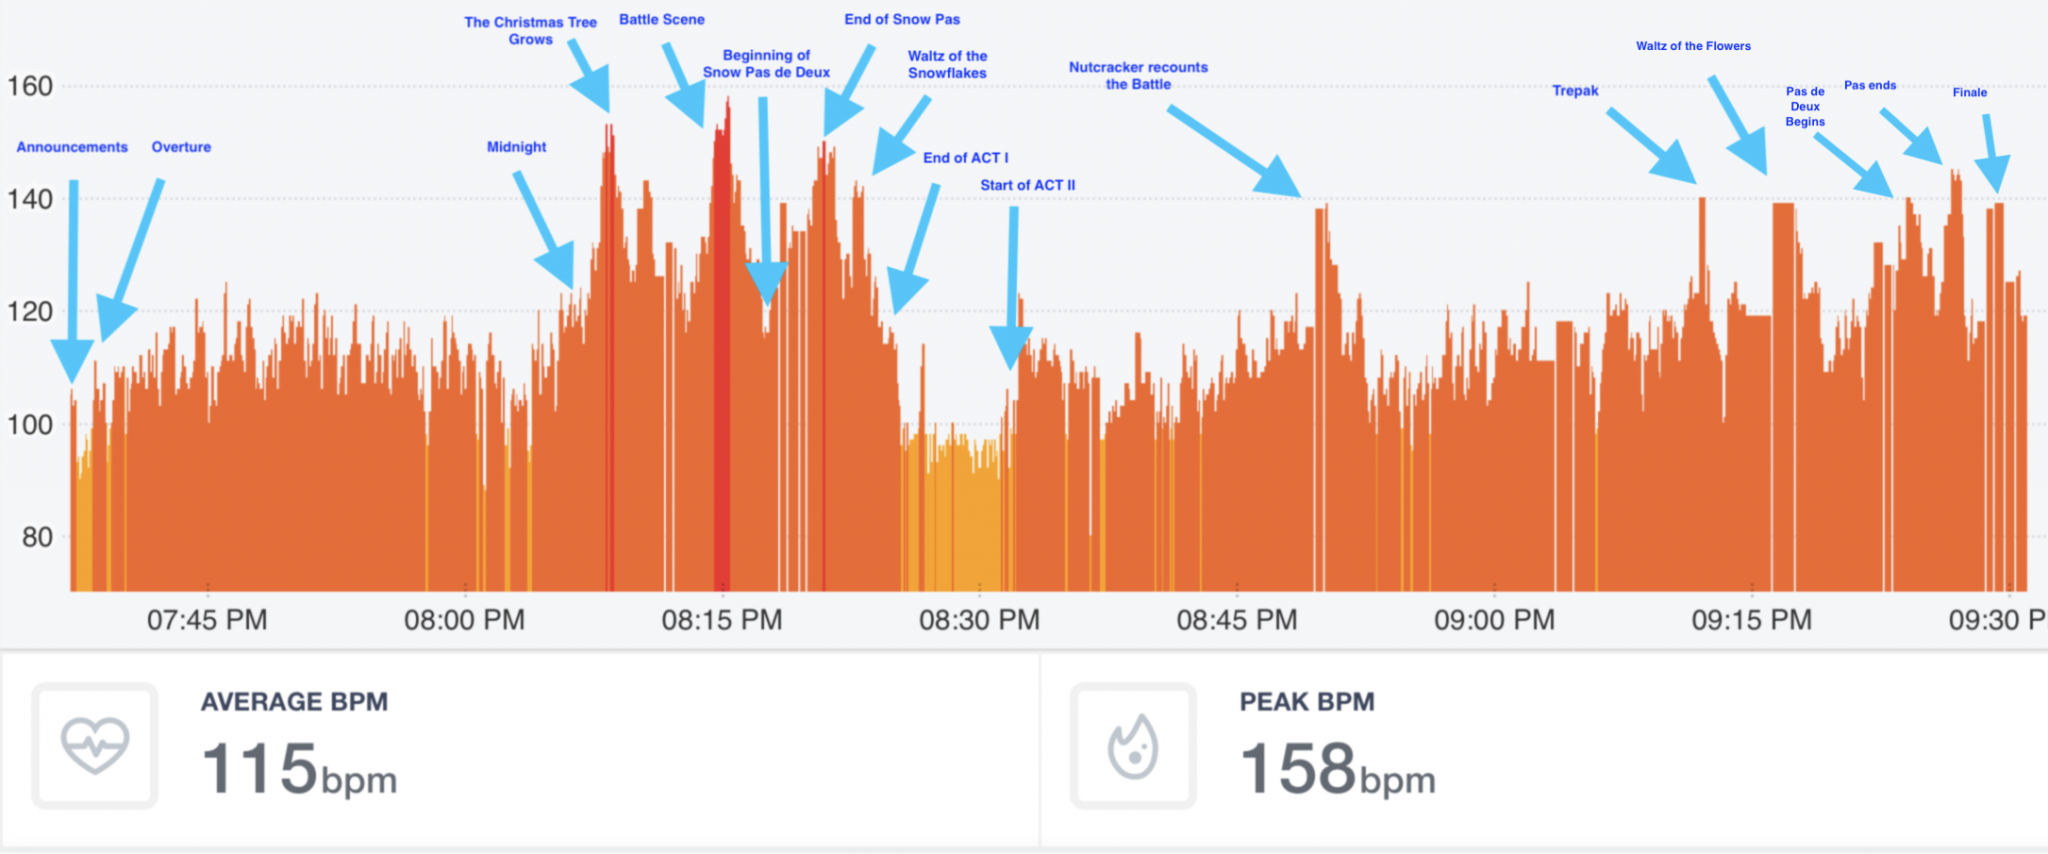 The Christmas Tree
Grows
Battle Scene
End of Snow Pas
Beginning of
Snow Pas de Deux
Waltz of the
Snowflakes
Nutcracker recounts
the Battle
Waltz of the Flowers
Trepak
Pas de
Deux
Begins
Pas ends
Finale
Announcements
Overture
Midnight
End of ACT I
Start of ACT II
160
140
120
100
80
07:45 PM
08:00 PM
08:15 PM
08:30 PM
08:45 PM
09:00 PM
09:15 PM
09:30 P
AVERAGE BPM
115bpm
PEAK BPM
158bpm